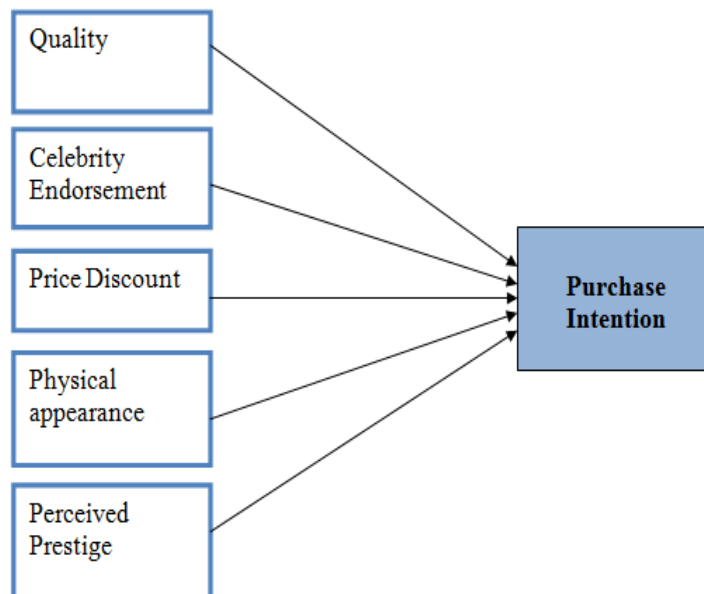 Quality
Celebrity
Endorsement
Price Discount
Physical
appearance
Perceived
Prestige
Purchase
Intention